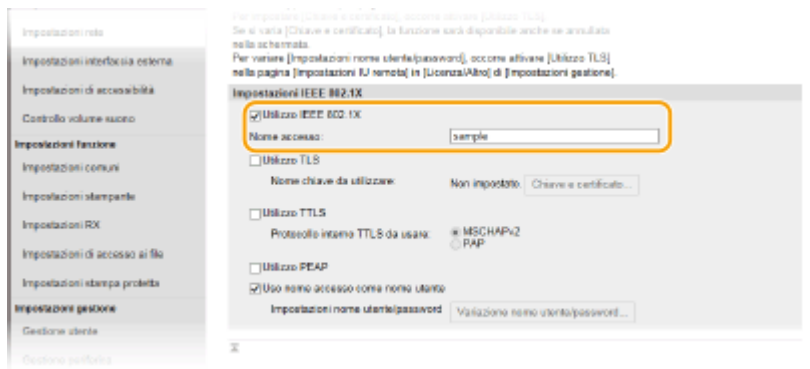 Impostazioni rete
Impostazioni interfaccia esterna
Impostazioni di accessibilità
Controllo volume suono
Impostazioni funzione
Impostazioni comuni
Impostazioni stampante
Impostazioni RX
Impostazioni di accesso ai file
Impostazioni stampa protetta
Impostazioni gestione
Gestione utente
Gestione periferica
Per impostare [Chiave e certificato], occorre attivare [Utilizzo TLS].
Se si varia [Chiave e certificato], la funzione sarà disponibile anche se annullata
nella schermata.
Per variare [Impostazioni nome utente/password], occorre attivare [Utilizzo TLS]
nella pagina [Impostazioni IU remota] in [Licenza/Altro] di [Impostazioni gestione].
Impostazioni IEEE 802.1X
Utilizzo IEEE 802.1X
Nome accesso: sample
Utilizzo TLS
Nome chiave da utilizzare: Non impostato. Chiave e certificato...
Utilizzo TTLS
Protocollo interno TTLS da usare: MSCHAPv2
PAP
Utilizzo PEAP
Uso nome accesso come nome utente
Impostazioni nome utente/password Variazione nome utente/password...